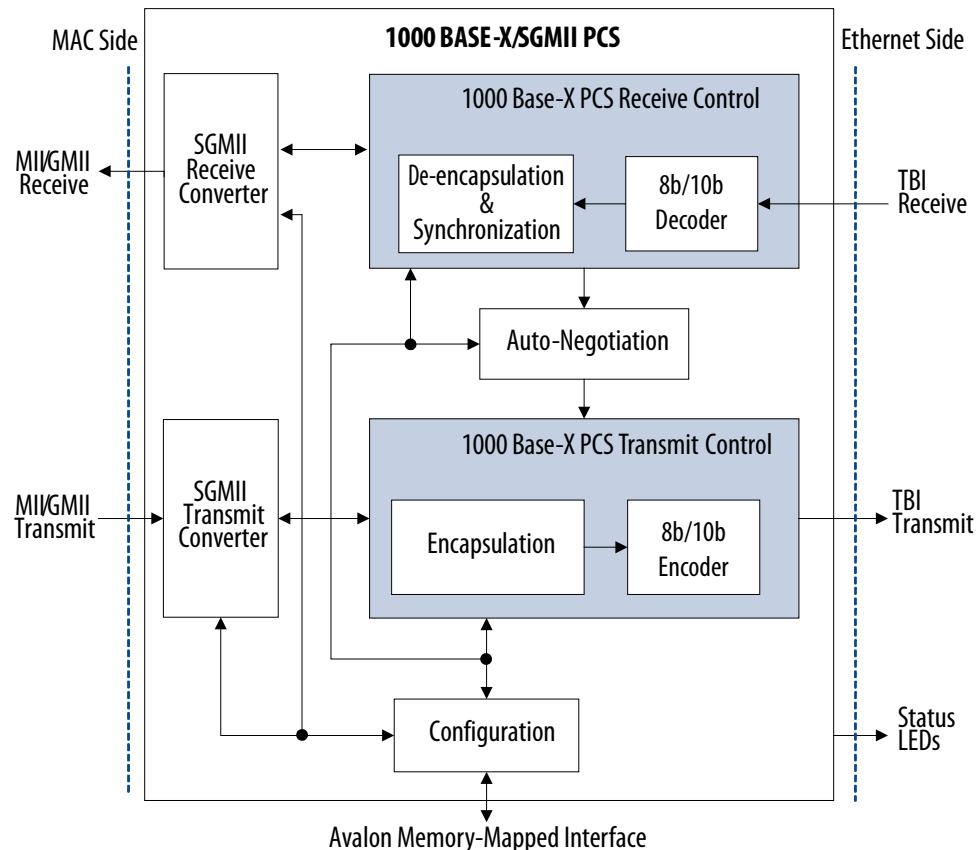 MAC Side
1000 BASE-X/SGMII PCS
Ethernet Side
1000 Base-X PCS Receive Control
MII/GMII
Receive
SGMII
Receive
Converter
De-encapsulation
&
Synchronization
8b/10b
Decoder
TBI
Receive
Auto-Negotiation
1000 Base-X PCS Transmit Control
MII/GMII
Transmit
SGMII
Transmit
Converter
Encapsulation
8b/10b
Encoder
TBI
Transmit
Configuration
Status
LEDs
Avalon Memory-Mapped Interface